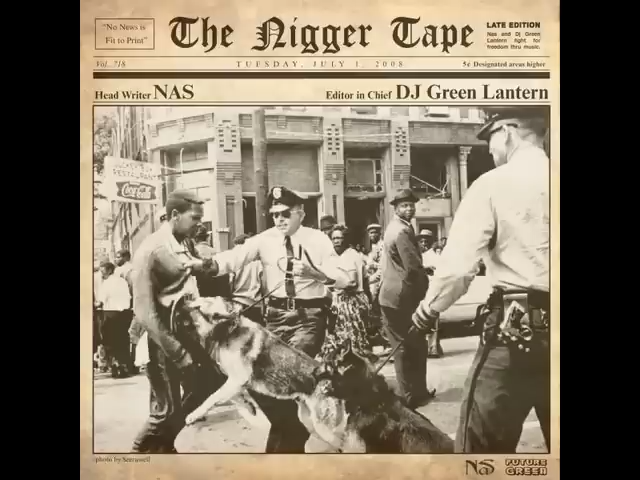 "No News is
Fit to Print"
The Nigger Tape
LATE EDITION
Nas and DJ Green
Lantern fight for
freedom thru music.
Vol. 718
TUESDAY, JULY 1, 2008
5¢ Designated areas higher
Head Writer NAS
Editor in Chief DJ Green Lantern
RESTAURANT
Coca-Cola
NAS
FUTURE
GREEN